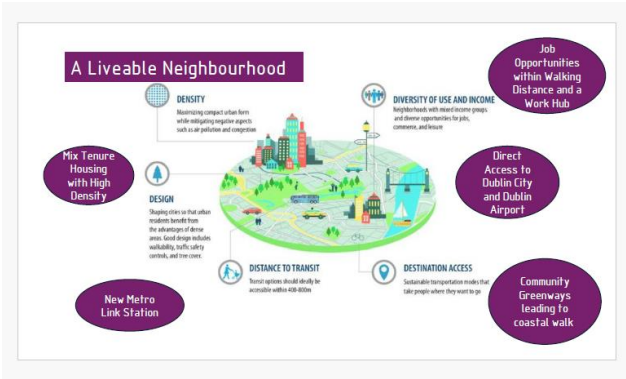 A Liveable Neighbourhood
Job
Opportunities
within Walking
Distance and a
Work Hub
DENSITY
Maximizing compact urban form
while mitigating negative aspects
such as air pollution and congestion
DIVERSITY OF USE AND INCOME
Neighborhoods with mixed income groups
and diverse opportunities for jobs,
commerce, and leisure
Mix Tenure
Housing
with High
Density
DESIGN
Shaping cities so that urban
residents benefit from
the advantages of dense
areas. Good design includes
walkability, traffic safety
controls, and tree cover.
Direct
Access to
Dublin City
and Dublin
Airport
DISTANCE TO TRANSIT
Transit options should ideally be
accessible within 400-800m
DESTINATION ACCESS
Sustainable transportation modes that
take people where they want to go
New Metro
Link Station
Community
Greenways
leading to
coastal walk